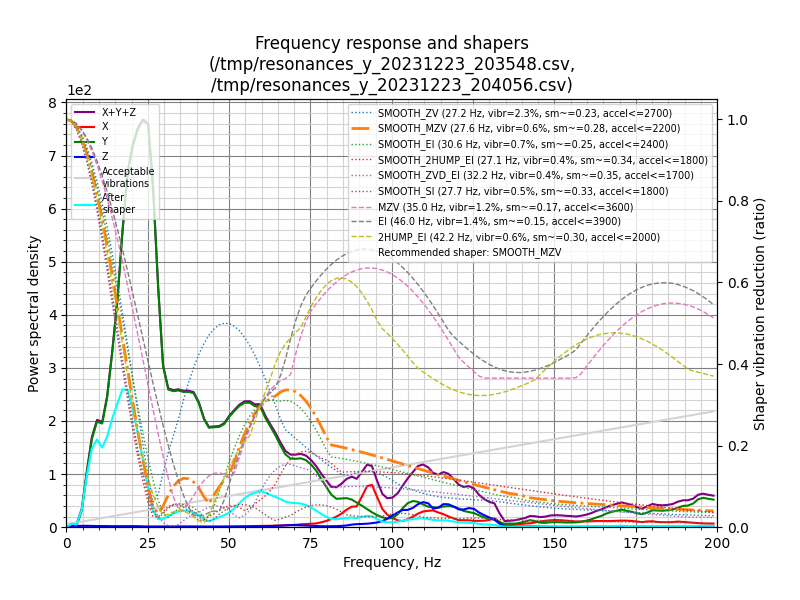 Frequency response and shapers
(/tmp/resonances_y_20231223_203548.csv,
/tmp/resonances_y_20231223_204056.csv)
1e2
8
7
6
5
4
3
2
1
0
Power spectral density
X+Y+Z
X
Y
Z
Acceptable
vibrations
After
shaper
SMOOTH_ZV (27.2 Hz, vibr=2.3%, sm~=0.23, accel<=2700)
SMOOTH_MZV (27.6 Hz, vibr=0.6%, sm~=0.28, accel<=2200)
SMOOTH_EI (30.6 Hz, vibr=0.7%, sm~=0.25, accel<=2400)
SMOOTH_2HUMP_EI (27.1 Hz, vibr=0.4%, sm~=0.34, accel<=1800)
SMOOTH_ZVD_EI (32.2 Hz, vibr=0.4%, sm~=0.35, accel<=1700)
SMOOTH_SI (27.7 Hz, vibr=0.5%, sm~=0.33, accel<=1800)
MZV (35.0 Hz, vibr=1.2%, sm~=0.17, accel<=3600)
EI (46.0 Hz, vibr=1.4%, sm~=0.15, accel<=3900)
2HUMP_EI (42.2 Hz, vibr=0.6%, sm~=0.30, accel<=2000)
Recommended shaper: SMOOTH_MZV
1.0
0.8
0.6
0.4
0.2
0.0
Shaper vibration reduction (ratio)
0 25 50 75 100 125 150 175 200
Frequency, Hz